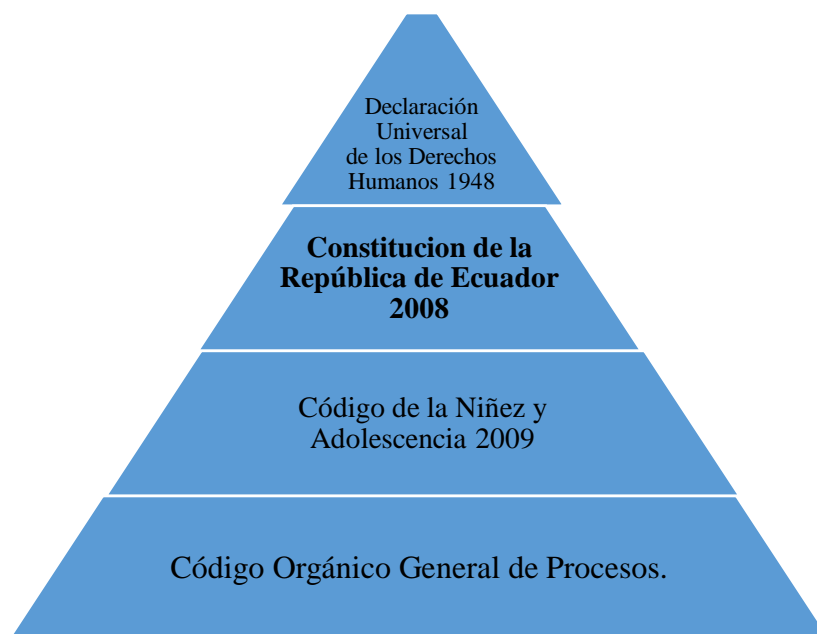 Declaración
Universal
de los Derechos
Humanos 1948
Constitucion de la
República de Ecuador
2008
Código de la Niñez y
Adolescencia 2009
Código Orgánico General de Procesos.